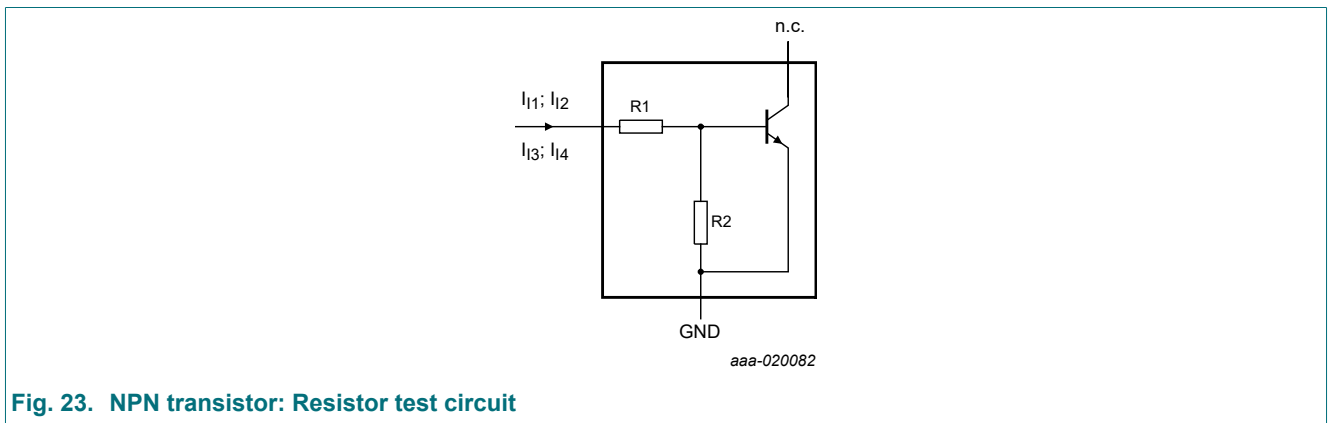 n.c.
I_I1; I_I2
R1
I_I3; I_I4
R2
GND
aaa-020082
Fig. 23. NPN transistor: Resistor test circuit